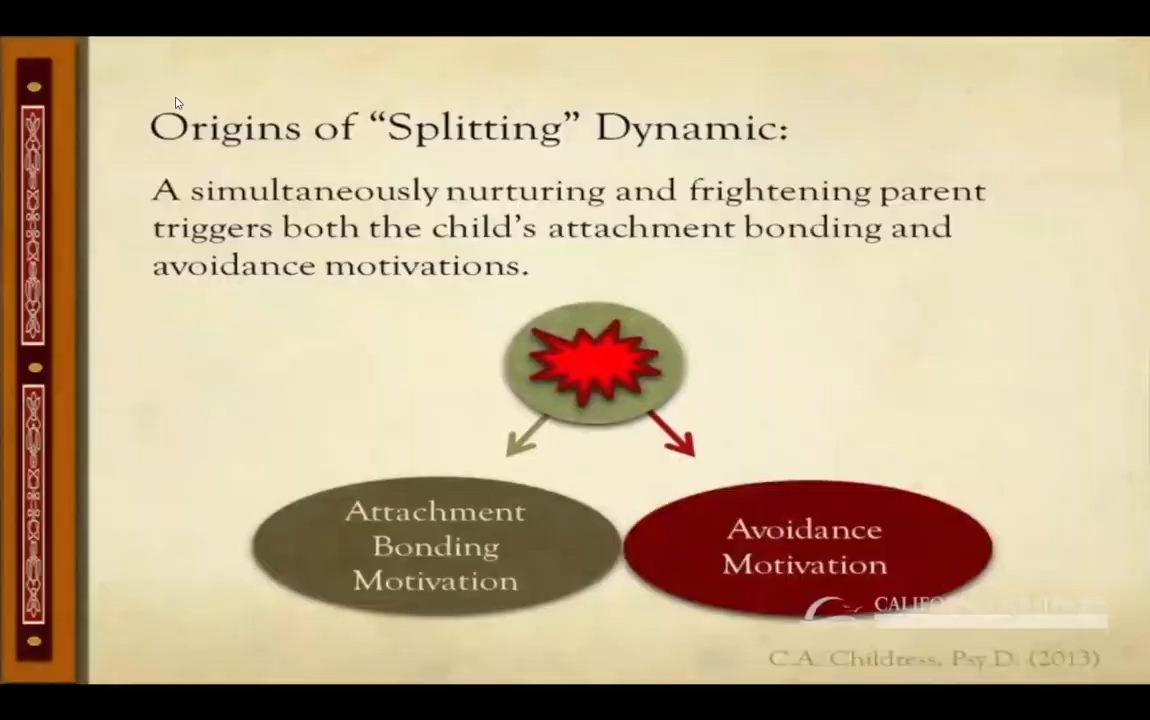 Origins of “Splitting” Dynamic:
A simultaneously nurturing and frightening parent
triggers both the child’s attachment bonding and
avoidance motivations.
Attachment
Bonding
Motivation
Avoidance
Motivation
C.A. Childress, Psy.D. (2013)